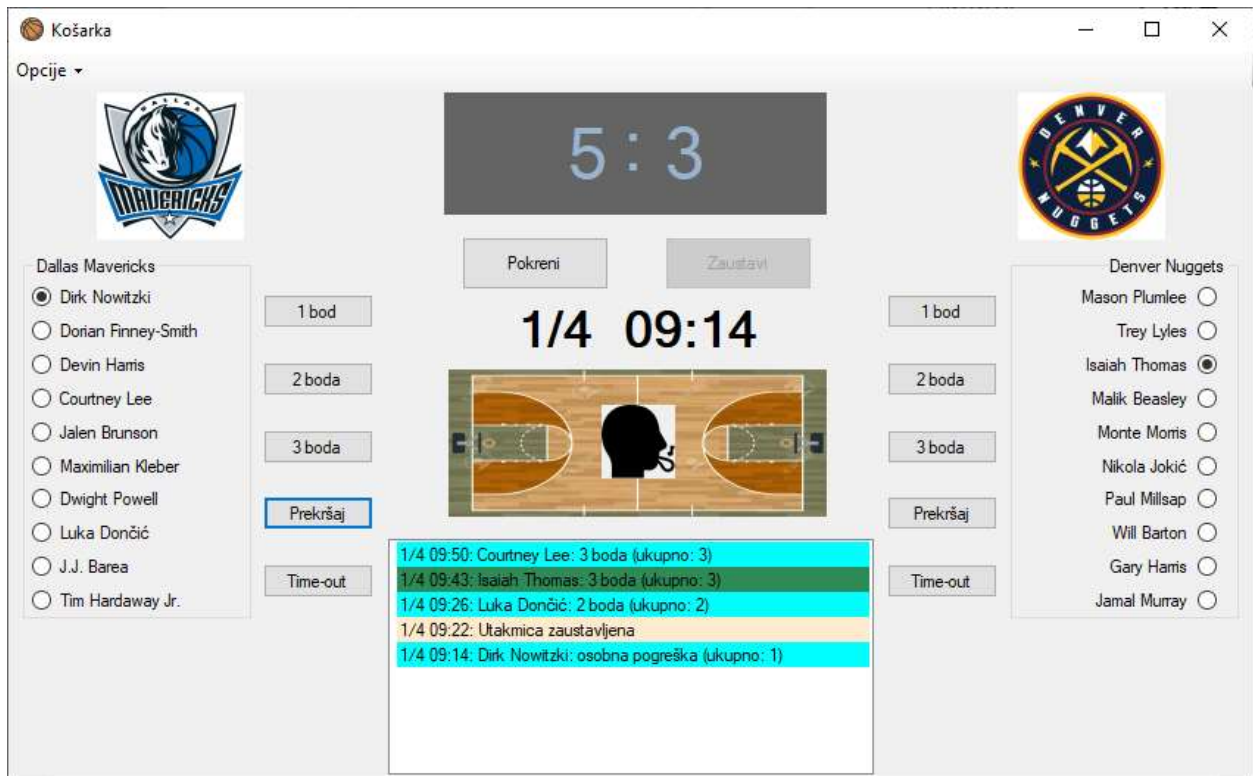 Košarka
Opcije
DALLAS
MAVERICKS
5 : 3
DENVER
NUGGETS
Pokreni
Zaustavi
1/4 09:14
Dallas Mavericks
Dirk Nowitzki
Dorian Finney-Smith
Devin Harris
Courtney Lee
Jalen Brunson
Maximilian Kleber
Dwight Powell
Luka Dončić
J.J. Barea
Tim Hardaway Jr.
1 bod
2 boda
3 boda
Prekršaj
Time-out
1/4 09:50: Courtney Lee: 3 boda (ukupno: 3)
1/4 09:43: Isaiah Thomas: 3 boda (ukupno: 3)
1/4 09:26: Luka Dončić: 2 boda (ukupno: 2)
1/4 09:22: Utakmica zaustavljena
1/4 09:14: Dirk Nowitzki: osobna pogreška (ukupno: 1)
1 bod
2 boda
3 boda
Prekršaj
Time-out
Denver Nuggets
Mason Plumlee
Trey Lyles
Isaiah Thomas
Malik Beasley
Monte Morris
Nikola Jokić
Paul Millsap
Will Barton
Gary Harris
Jamal Murray